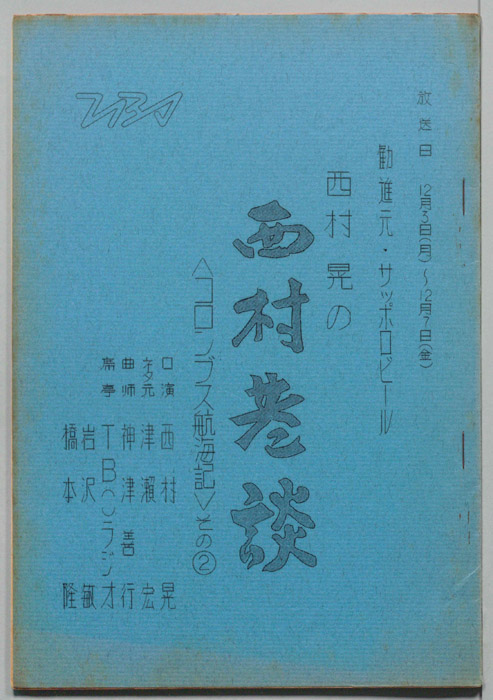 放送日 12月3日(月)～12月7日(金)
勧進元・サッポロビール
西村晃の
西村巷談
＜コロンブス航海記＞その②
口演 西村 晃
ネタ元 津瀬 宏
曲師 神津善行
席亭 TBSラジオ
岩沢 敏
橋本 隆
TBS